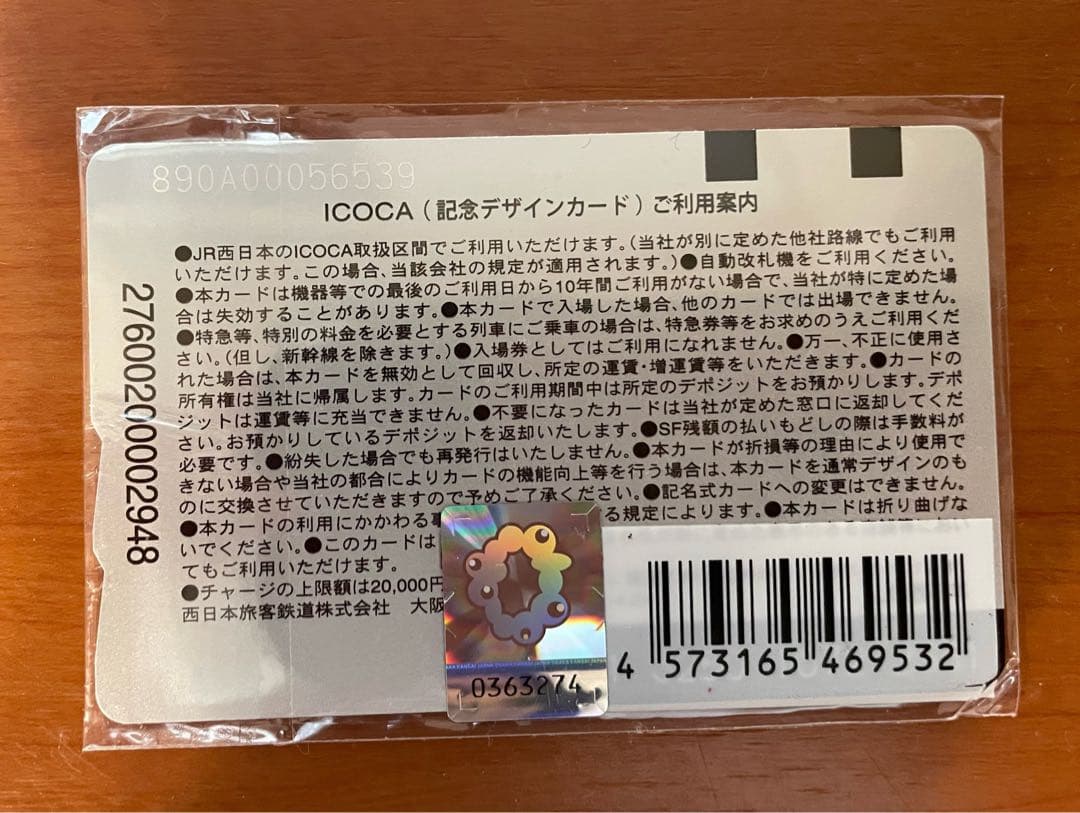 890A00056539
ICOCA（記念デザインカード）ご利用案内
●JR西日本のICOCA取扱区間でご利用いただけます。（当社が別に定めた他社路線でもご利用
いただけます。この場合、当該会社の規定が適用されます。）●自動改札機をご利用ください。
●本カードは機器等での最後のご利用日から10年間ご利用がない場合で、当社が特に定めた場
合は失効することがあります。●本カードで入場した場合、他のカードでは出場できません。
●特急等、特別の料金を必要とする列車にご乗車の場合は、特急券等をお求めのうえご利用くだ
さい。（但し、新幹線を除きます。）●入場券としてはご利用になれません。●万一、不正に使用さ
れた場合は、本カードを無効として回収し、所定の運賃・増運賃等をいただきます。●カードの
所有権は当社に帰属します。カードのご利用期間中は所定のデポジットをお預かりします。デポ
ジットは運賃等に充当できません。●不要になったカードは当社が定めた窓口に返却してくだ
さい。お預かりしているデポジットを返却いたします。●SF残額の払いもどしの際は手数料が
必要です。●紛失した場合でも再発行はいたしません。●本カードが折損等の理由により使用で
きない場合や当社の都合によりカードの機能向上等を行う場合は、本カードを通常デザインのも
のに交換させていただきますので予めご了承ください。●記名式カードへの変更はできません。
●本カードの利用にかかわる る規定によります。●本カードは折り曲げな
いでください。●このカードは
てもご利用いただけます。
●チャージの上限額は20,000円
西日本旅客鉄道株式会社 大阪
2760020000002948
0363274
4 573165 469532